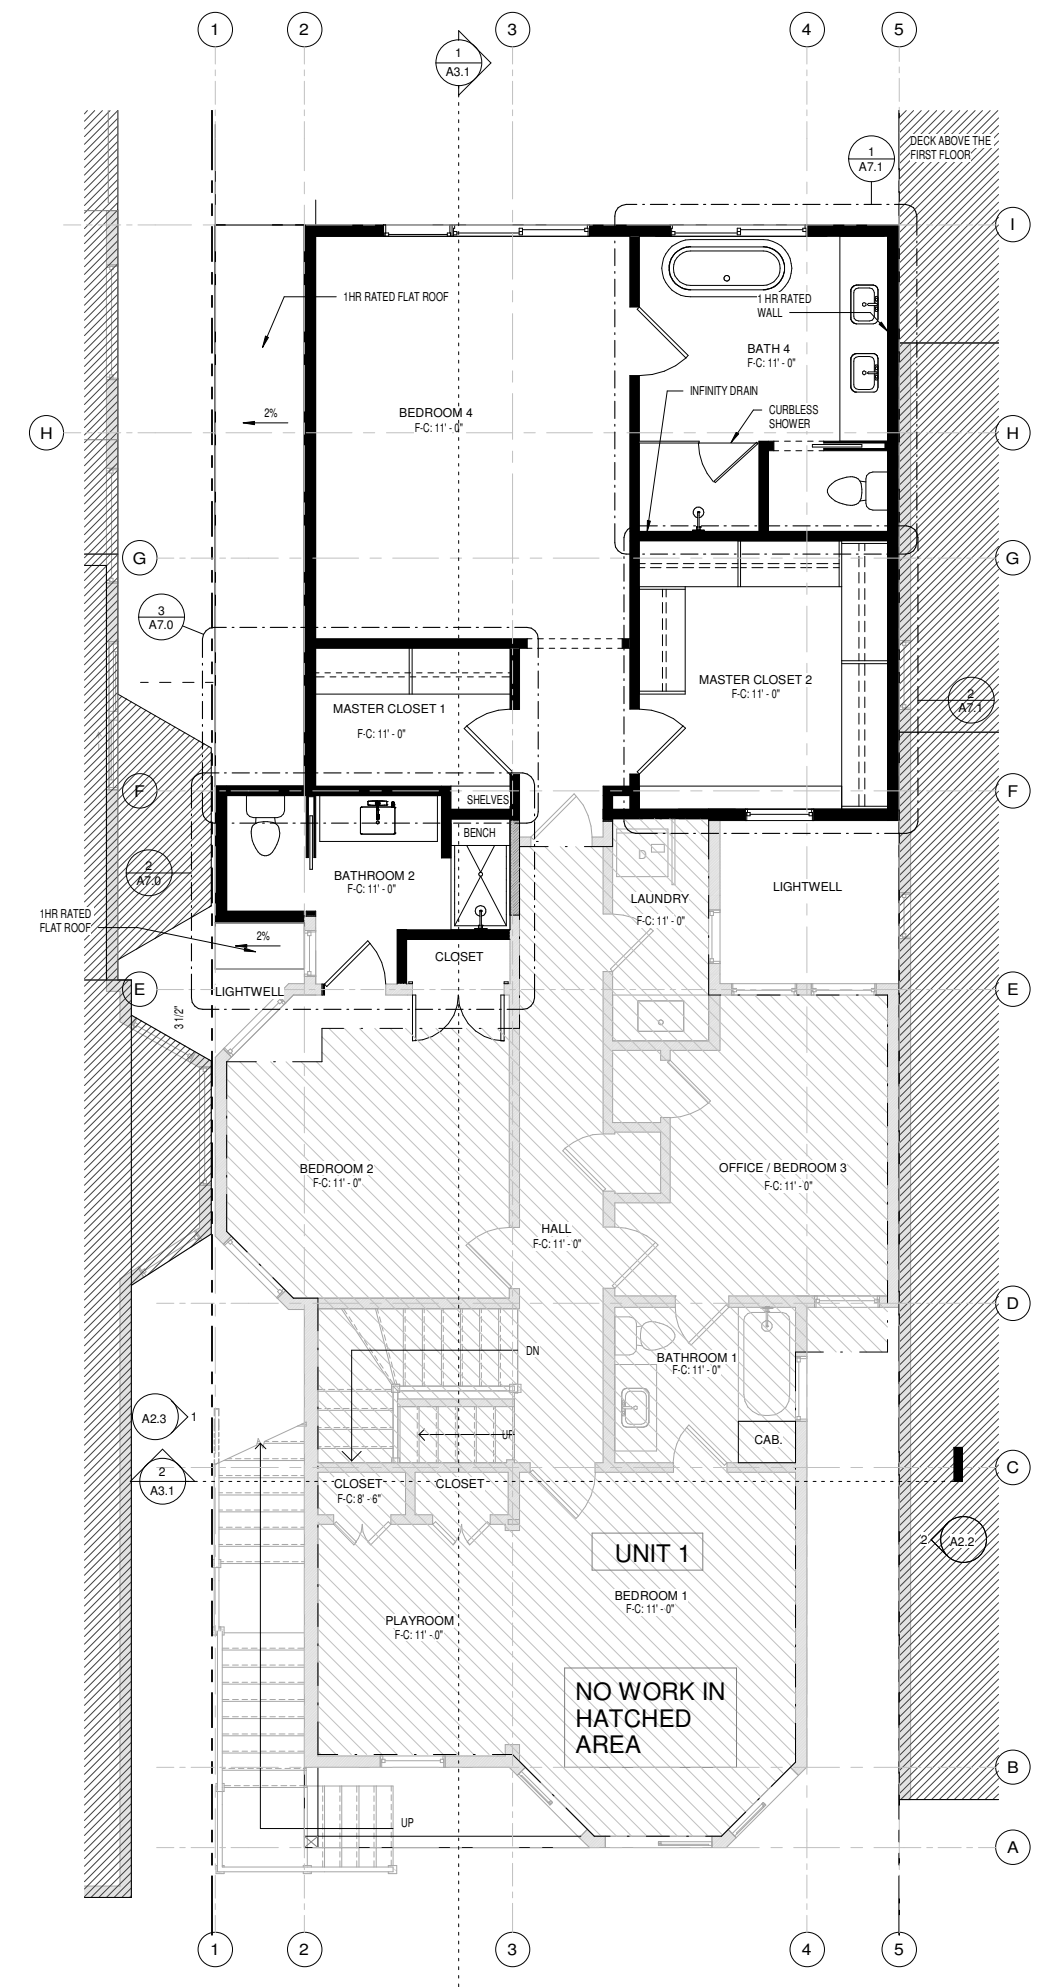 1
2
3
4
5
1
A3.1
DECK ABOVE THE
FIRST FLOOR
1
A7.1
I
1HR RATED FLAT ROOF
1 HR RATED
WALL
BATH 4
F-C: 11' - 0"
INFINITY DRAIN
2%
BEDROOM 4
F-C: 11' - 0"
CURBLESS
SHOWER
H
H
G
G
3
A7.0
MASTER CLOSET 2
F-C: 11' - 0"
2
A7.1
MASTER CLOSET 1
F-C: 11' - 0"
F
F
SHELVES
BENCH
D
2
A7.0
BATHROOM 2
F-C: 11' - 0"
LIGHTWELL
LAUNDRY
F-C: 11' - 0"
1HR RATED
FLAT ROOF
2%
CLOSET
E
LIGHTWELL
E
3 1/2"
BEDROOM 2
F-C: 11' - 0"
OFFICE / BEDROOM 3
F-C: 11' - 0"
HALL
F-C: 11' - 0"
D
DN
BATHROOM 1
F-C: 11' - 0"
A2.3
1
UP
CAB.
2
A3.1
C
CLOSET
F-C: 8' - 6"
CLOSET
2
A2.2
UNIT 1
BEDROOM 1
F-C: 11' - 0"
PLAYROOM
F-C: 11' - 0"
NO WORK IN
HATCHED
AREA
B
UP
A
1
2
3
4
5